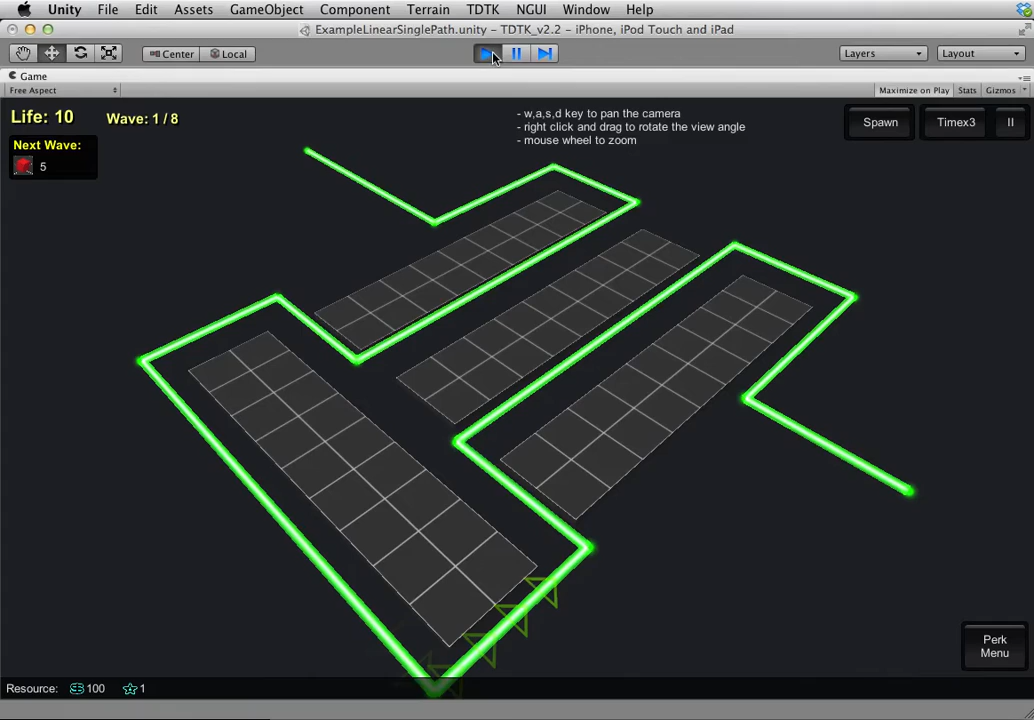 Unity File Edit Assets GameObject Component Terrain TDTK NGUI Window Help
ExampleLinearSinglePath.unity - TDTK_v2.2 - iPhone, iPod Touch and iPad
Center Local Layers Layout
Game
Free Aspect Maximize on Play Stats Gizmos
Life: 10 Wave: 1 / 8
- w,a,s,d key to pan the camera
- right click and drag to rotate the view angle
- mouse wheel to zoom
Spawn Timex3 II
Next Wave:
5
Perk
Menu
Resource: 100 1